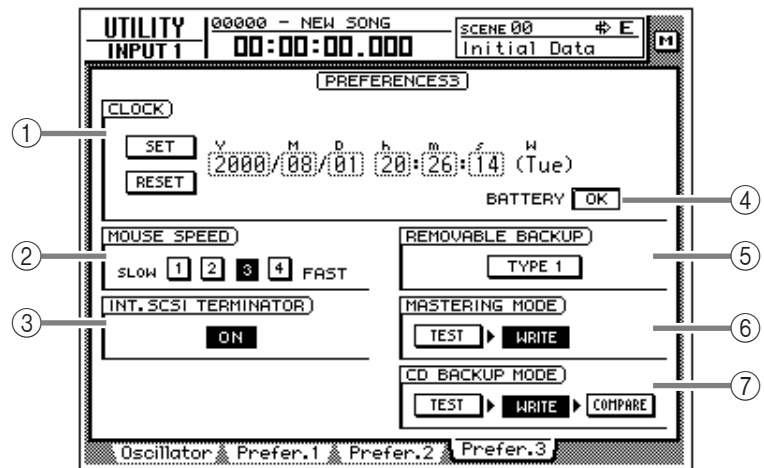 UTILITY
INPUT 1
00000 - NEW SONG
00:00:00.000
SCENE 00 E
Initial Data
M
PREFERENCES3
CLOCK
1
SET
RESET
Y M D h m s W
2000/08/01 20:26:14 (Tue)
BATTERY OK
4
MOUSE SPEED
2
SLOW 1 2 3 4 FAST
REMOVABLE BACKUP
TYPE 1
5
INT.SCSI TERMINATOR
3
ON
MASTERING MODE
TEST WRITE
6
CD BACKUP MODE
TEST WRITE COMPARE
7
Oscillator Prefer.1 Prefer.2 Prefer.3